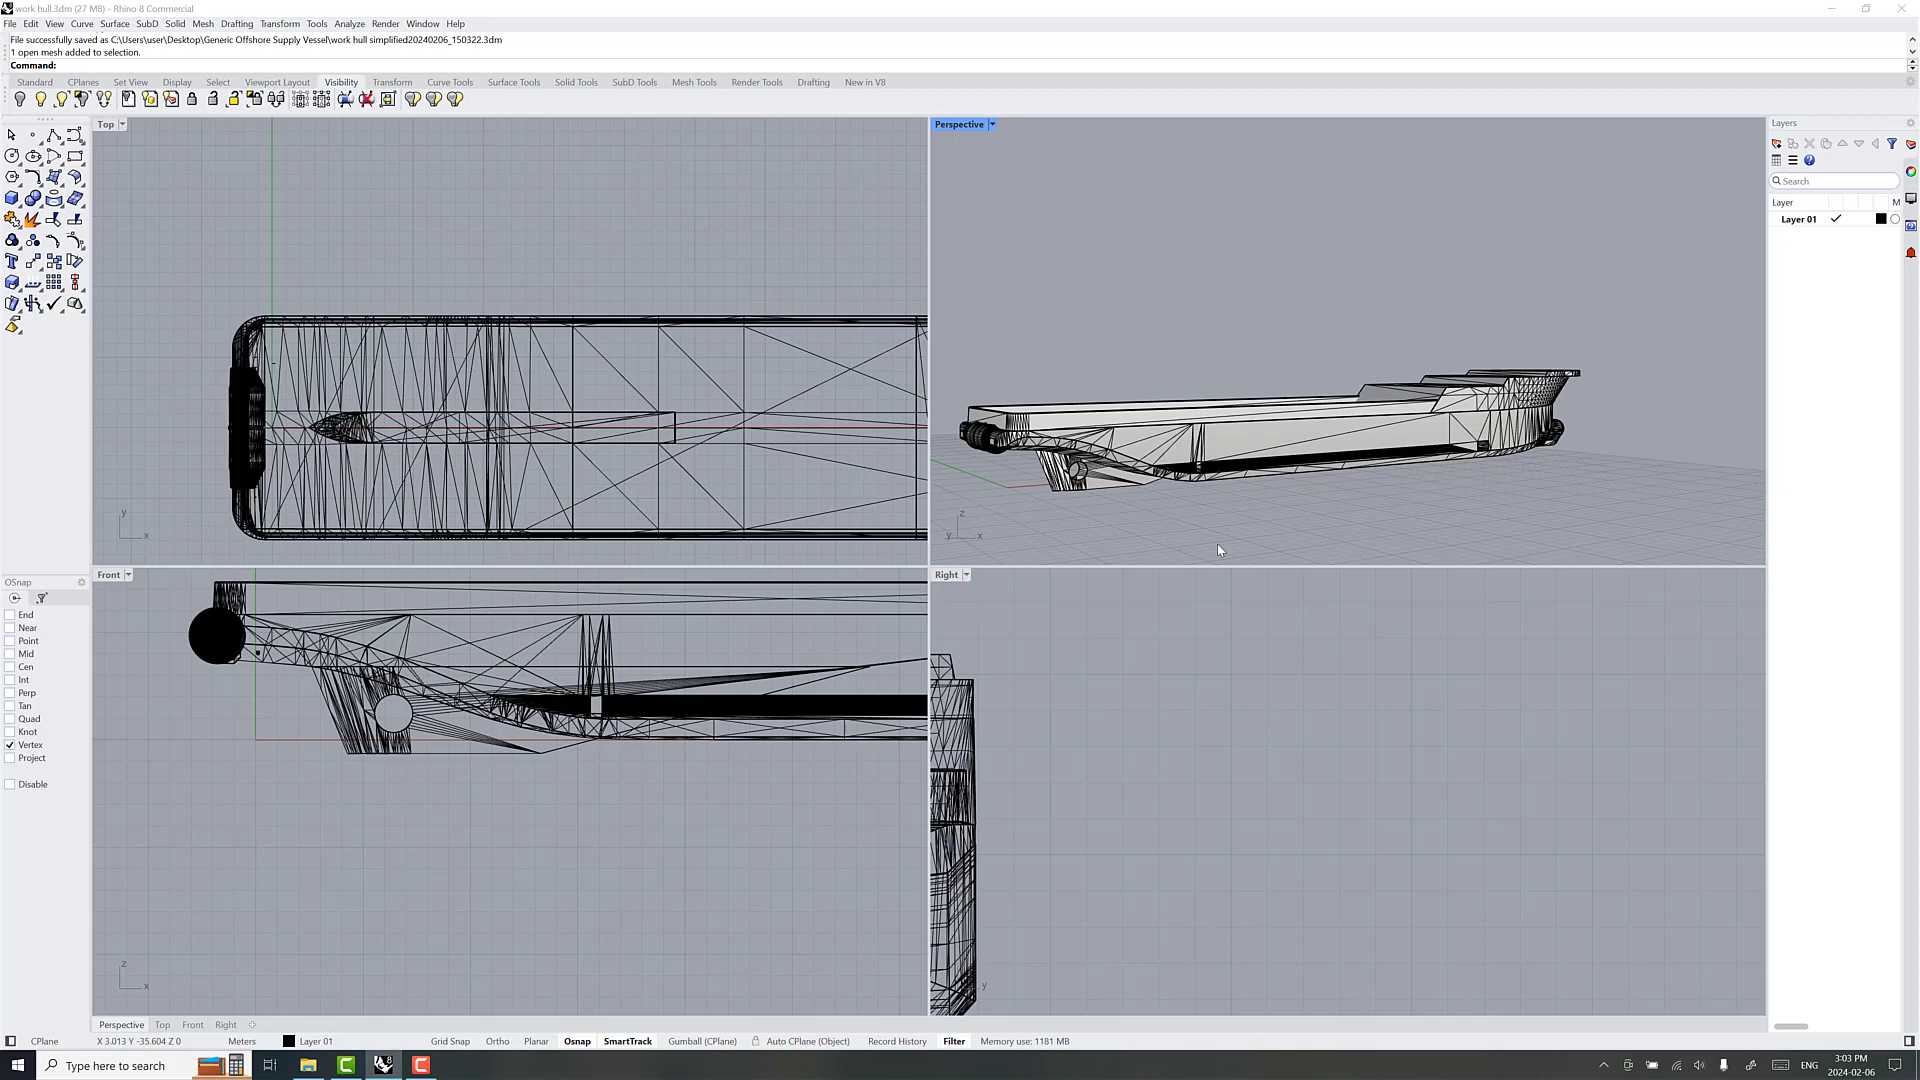 work hull.3dm (27 MB) - Rhino 8 Commercial
File Edit View Curve Surface SubD Solid Mesh Drafting Transform Tools Analyze Render Window Help
File successfully saved as C:\Users\user\Desktop\Generic Offshore Supply Vessel\work hull simplified20240206_150322.3dm
1 open mesh added to selection.
Command:
Standard CPlanes Set View Display Select Viewport Layout Visibility Transform Curve Tools Surface Tools Solid Tools SubD Tools Mesh Tools Render Tools Drafting New in V8
Top
Perspective
Layers
Search
Layer M
Layer 01
y
x
z
y x
OSnap
End
Near
Point
Mid
Cen
Int
Perp
Tan
Quad
Knot
Vertex
Project
Disable
Front
Right
z
x
y
Perspective Top Front Right
CPlane X 3.013 Y -35.604 Z 0 Meters Layer 01 Grid Snap Ortho Planar Osnap SmartTrack Gumball (CPlane) Auto CPlane (Object) Record History Filter Memory use: 1181 MB
Type here to search
8
ENG
3:03 PM
2024-02-06